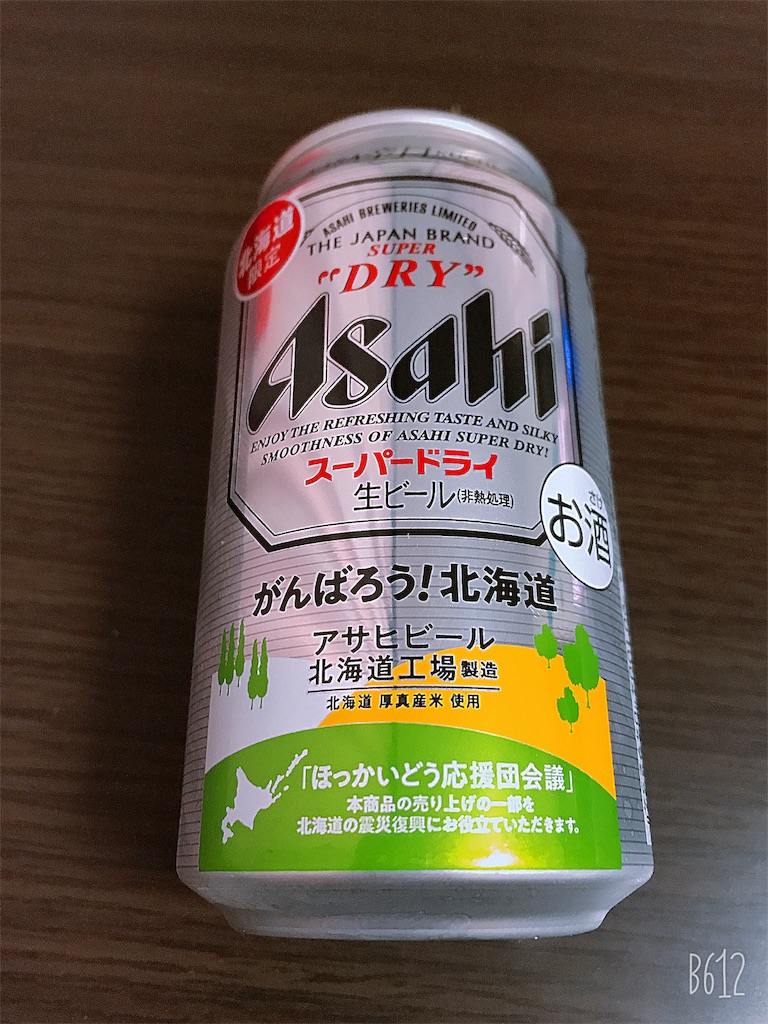 北海道
限定
ASAHI BREWERIES LIMITED
THE JAPAN BRAND
SUPER
"DRY"
Asahi
ENJOY THE REFRESHING TASTE AND SILKY
SMOOTHNESS OF ASAHI SUPER DRY!
スーパードライ
生ビール(非熱処理)
さけ
お酒
がんばろう!北海道
アサヒビール
北海道工場製造
北海道 厚真産米 使用
「ほっかいどう応援団会議」
本商品の売り上げの一部を
北海道の震災復興にお役立ていただきます。
B612